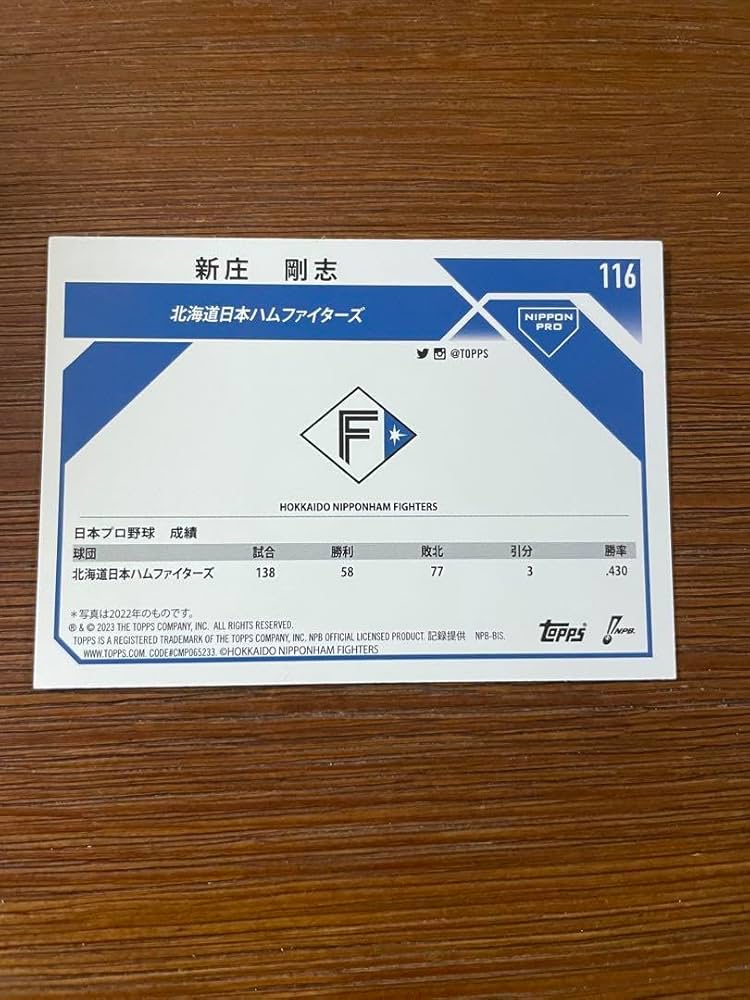 新庄 剛志
116
北海道日本ハムファイターズ
NIPPON
PRO
@TOPPS
F
HOKKAIDO NIPPONHAM FIGHTERS
日本プロ野球 成績
球団 試合 勝利 敗北 引分 勝率
北海道日本ハムファイターズ 138 58 77 3 .430
*写真は2022年のものです。
® & © 2023 THE TOPPS COMPANY, INC. ALL RIGHTS RESERVED.
TOPPS IS A REGISTERED TRADEMARK OF THE TOPPS COMPANY, INC. NPB OFFICIAL LICENSED PRODUCT. 記録提供 NPB-BIS.
WWW.TOPPS.COM. CODE#CMP065233. ©HOKKAIDO NIPPONHAM FIGHTERS
Topps®
NPB.